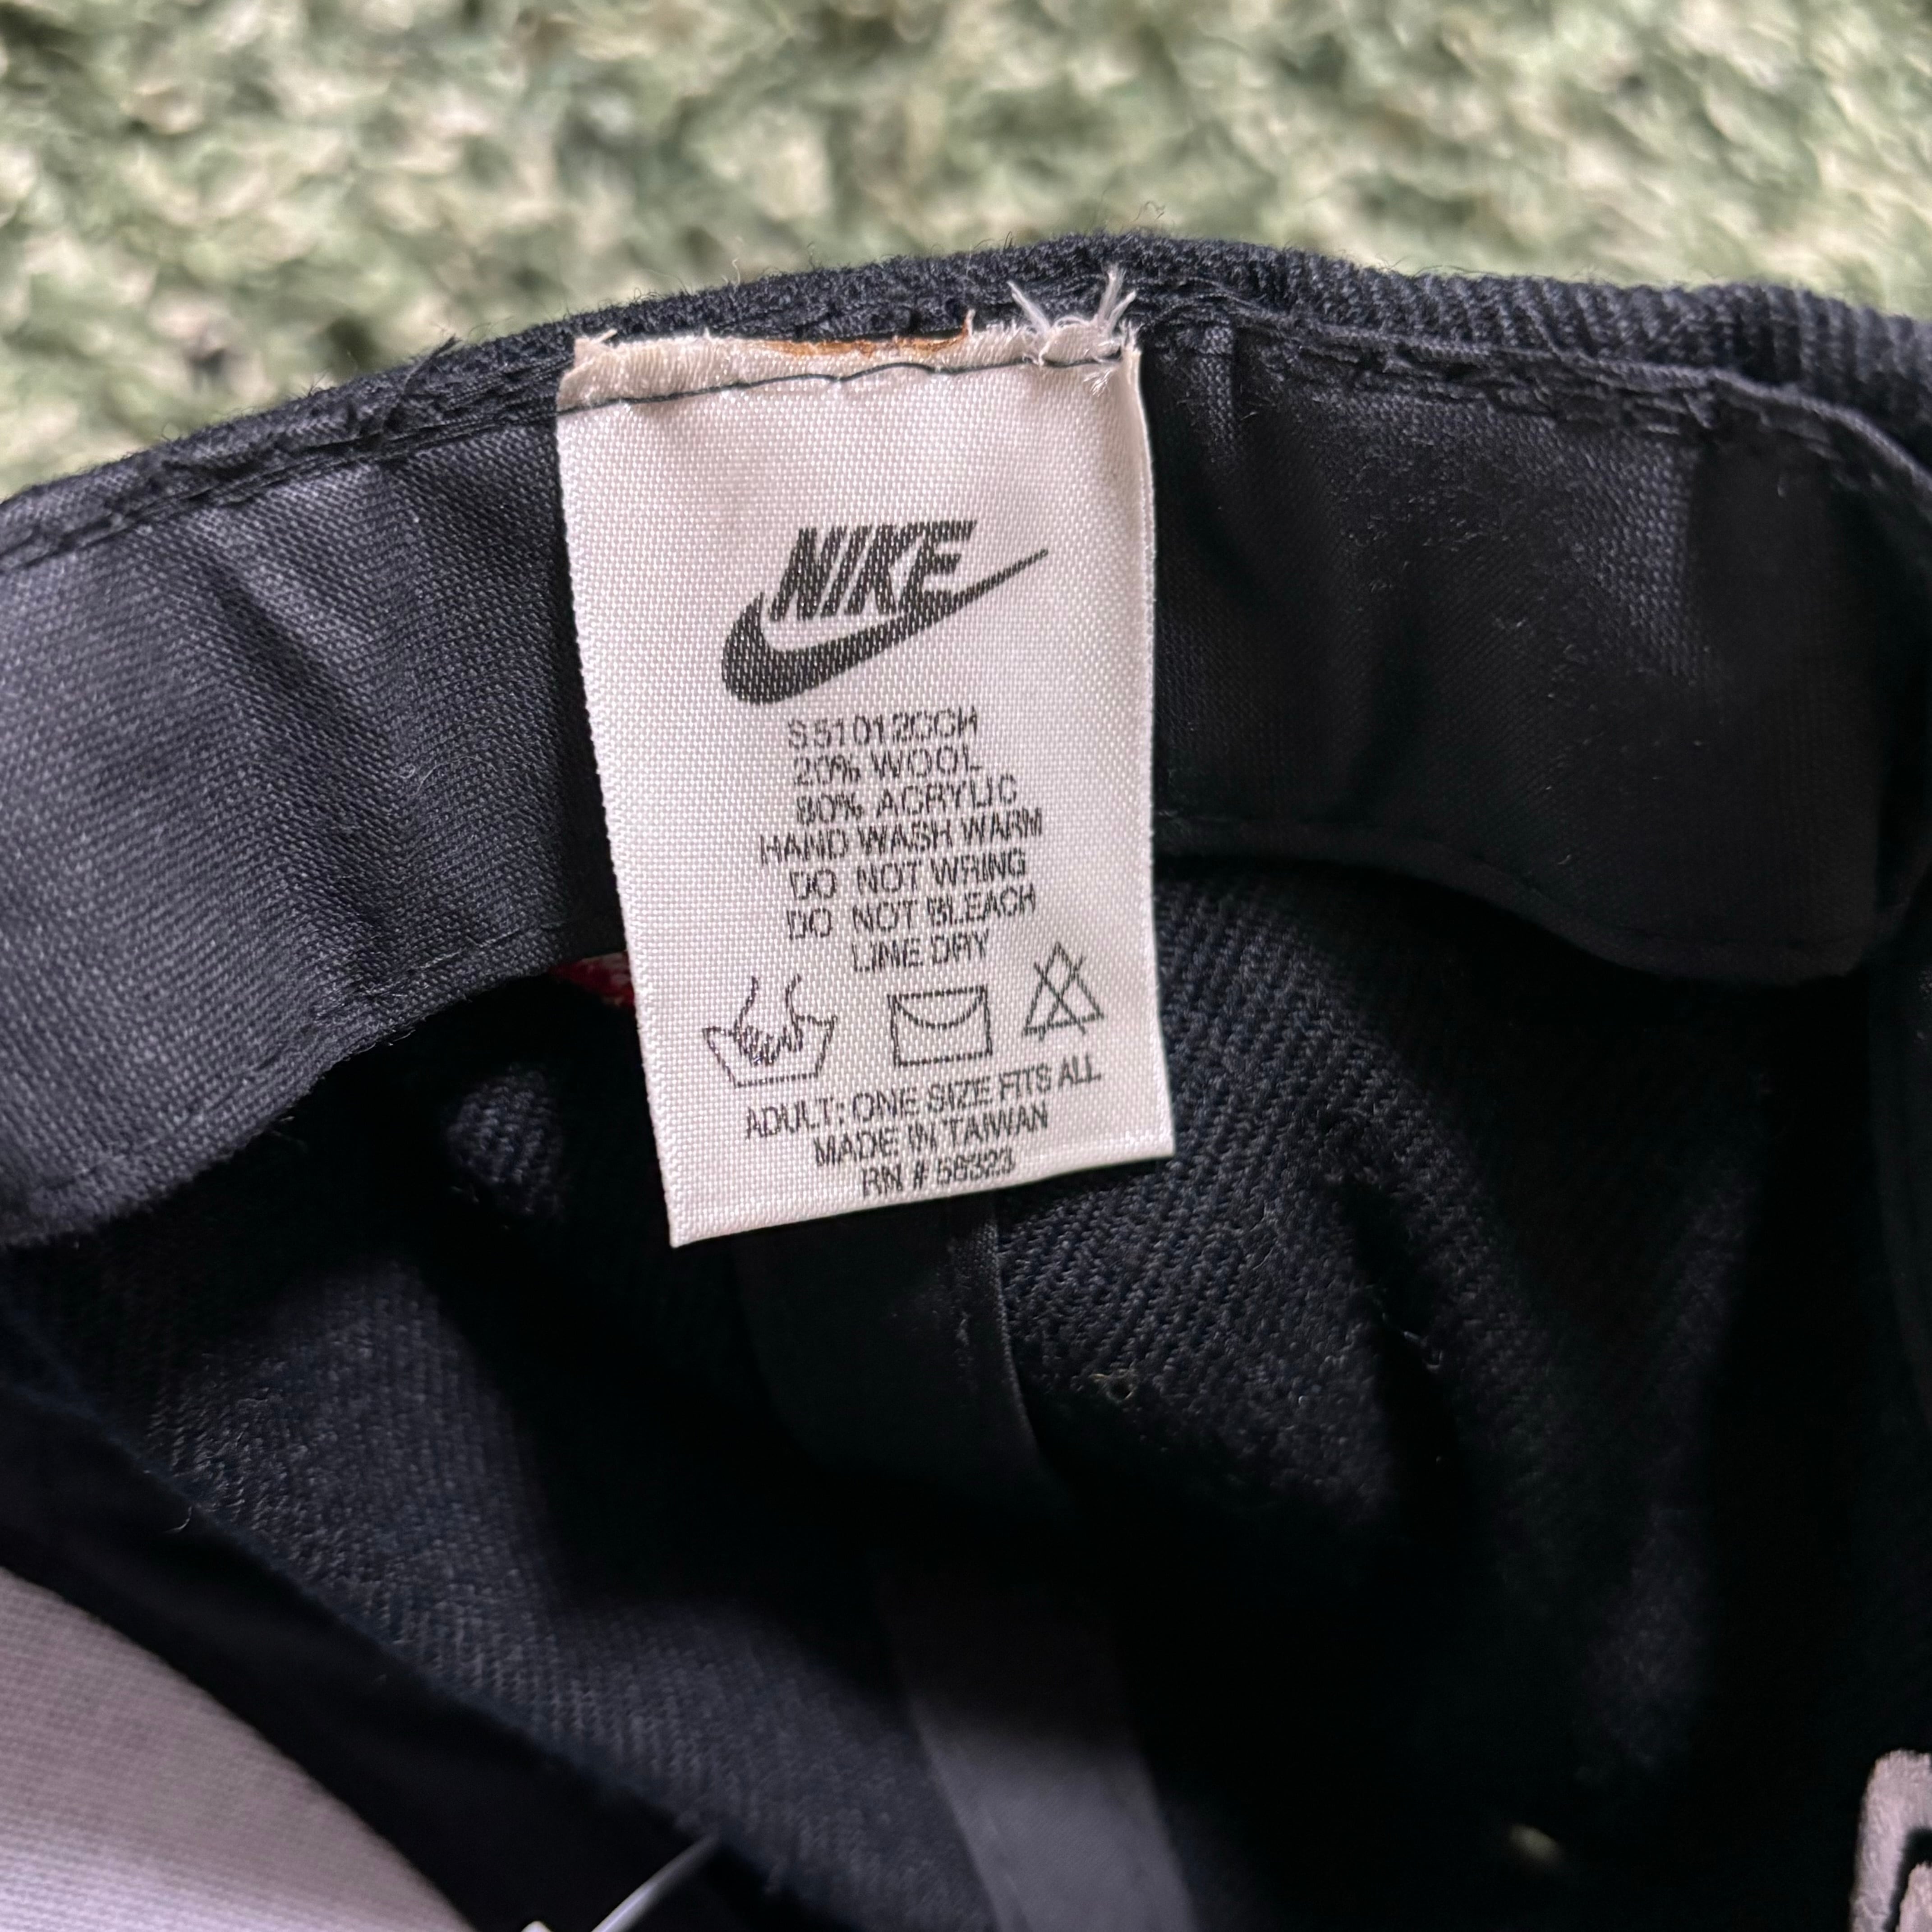 NIKE
S51012CCH
20% WOOL
80% ACRYLIC
HAND WASH WARM
DO NOT WRING
DO NOT BLEACH
LINE DRY
ADULT: ONE SIZE FITS ALL
MADE IN TAIWAN
RN # 56323